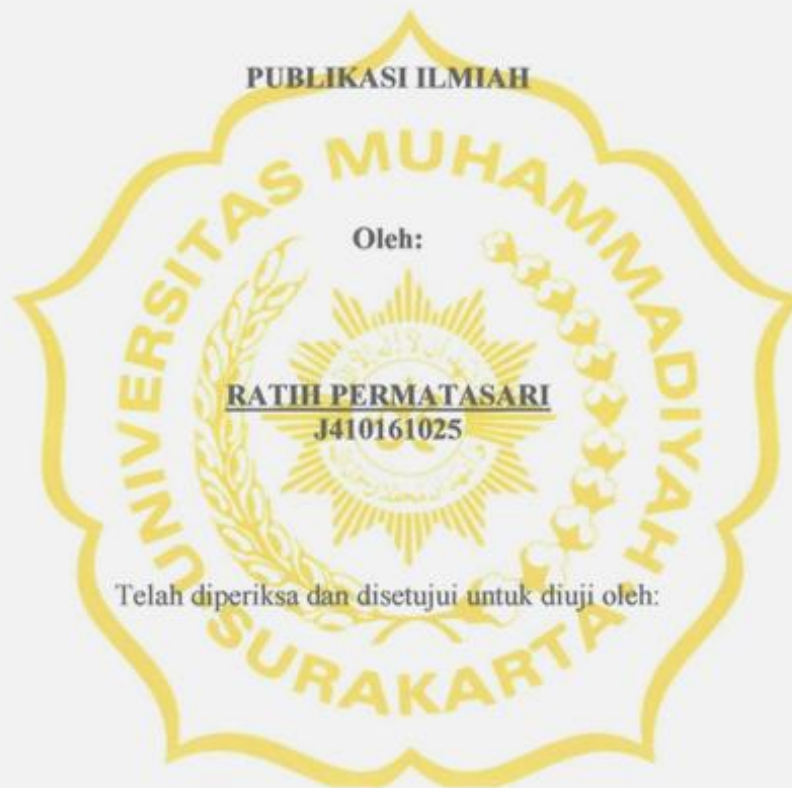 PUBLIKASI ILMIAH
UNIVERSITAS MUHAMMADIYAH
Oleh:
RATIH PERMATASARI
J410161025
Telah diperiksa dan disetujui untuk diuji oleh:
SURAKARTA